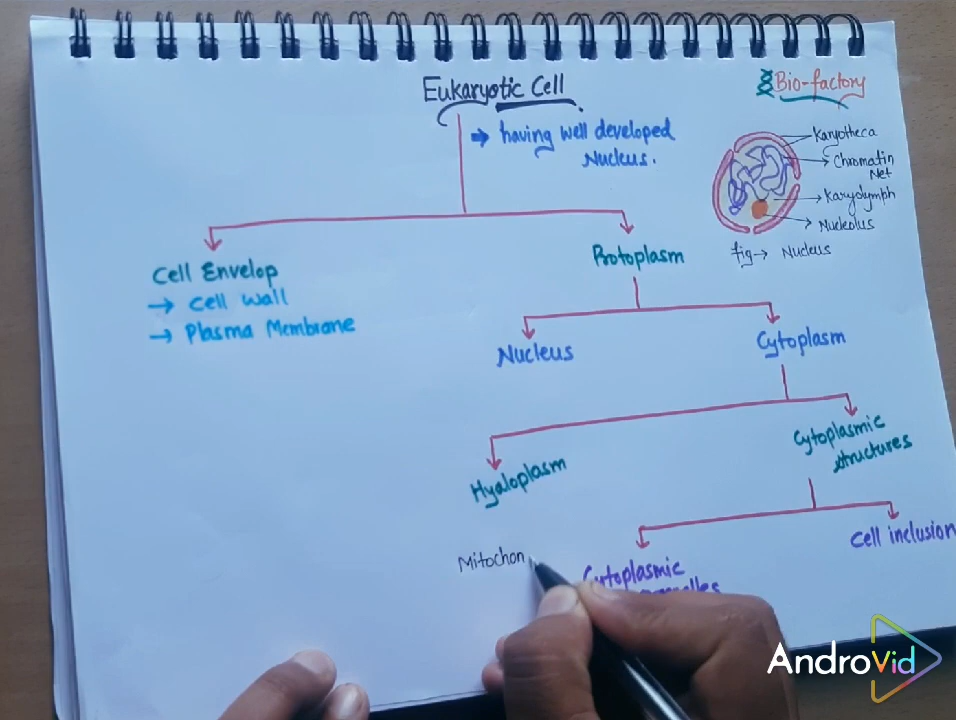 Eukaryotic Cell
Bio-factory
→ having well developed
Nucleus.
Karyotheca
Chromatin
Net
Karyolymph
Nucleolus
fig→ Nucleus
Cell Envelop
→ Cell Wall
→ Plasma Membrane
Protoplasm
Nucleus
Cytoplasm
Hyaloplasm
Cytoplasmic
structures
Cytoplasmic
Cell inclusion
Mitochon
AndroVid